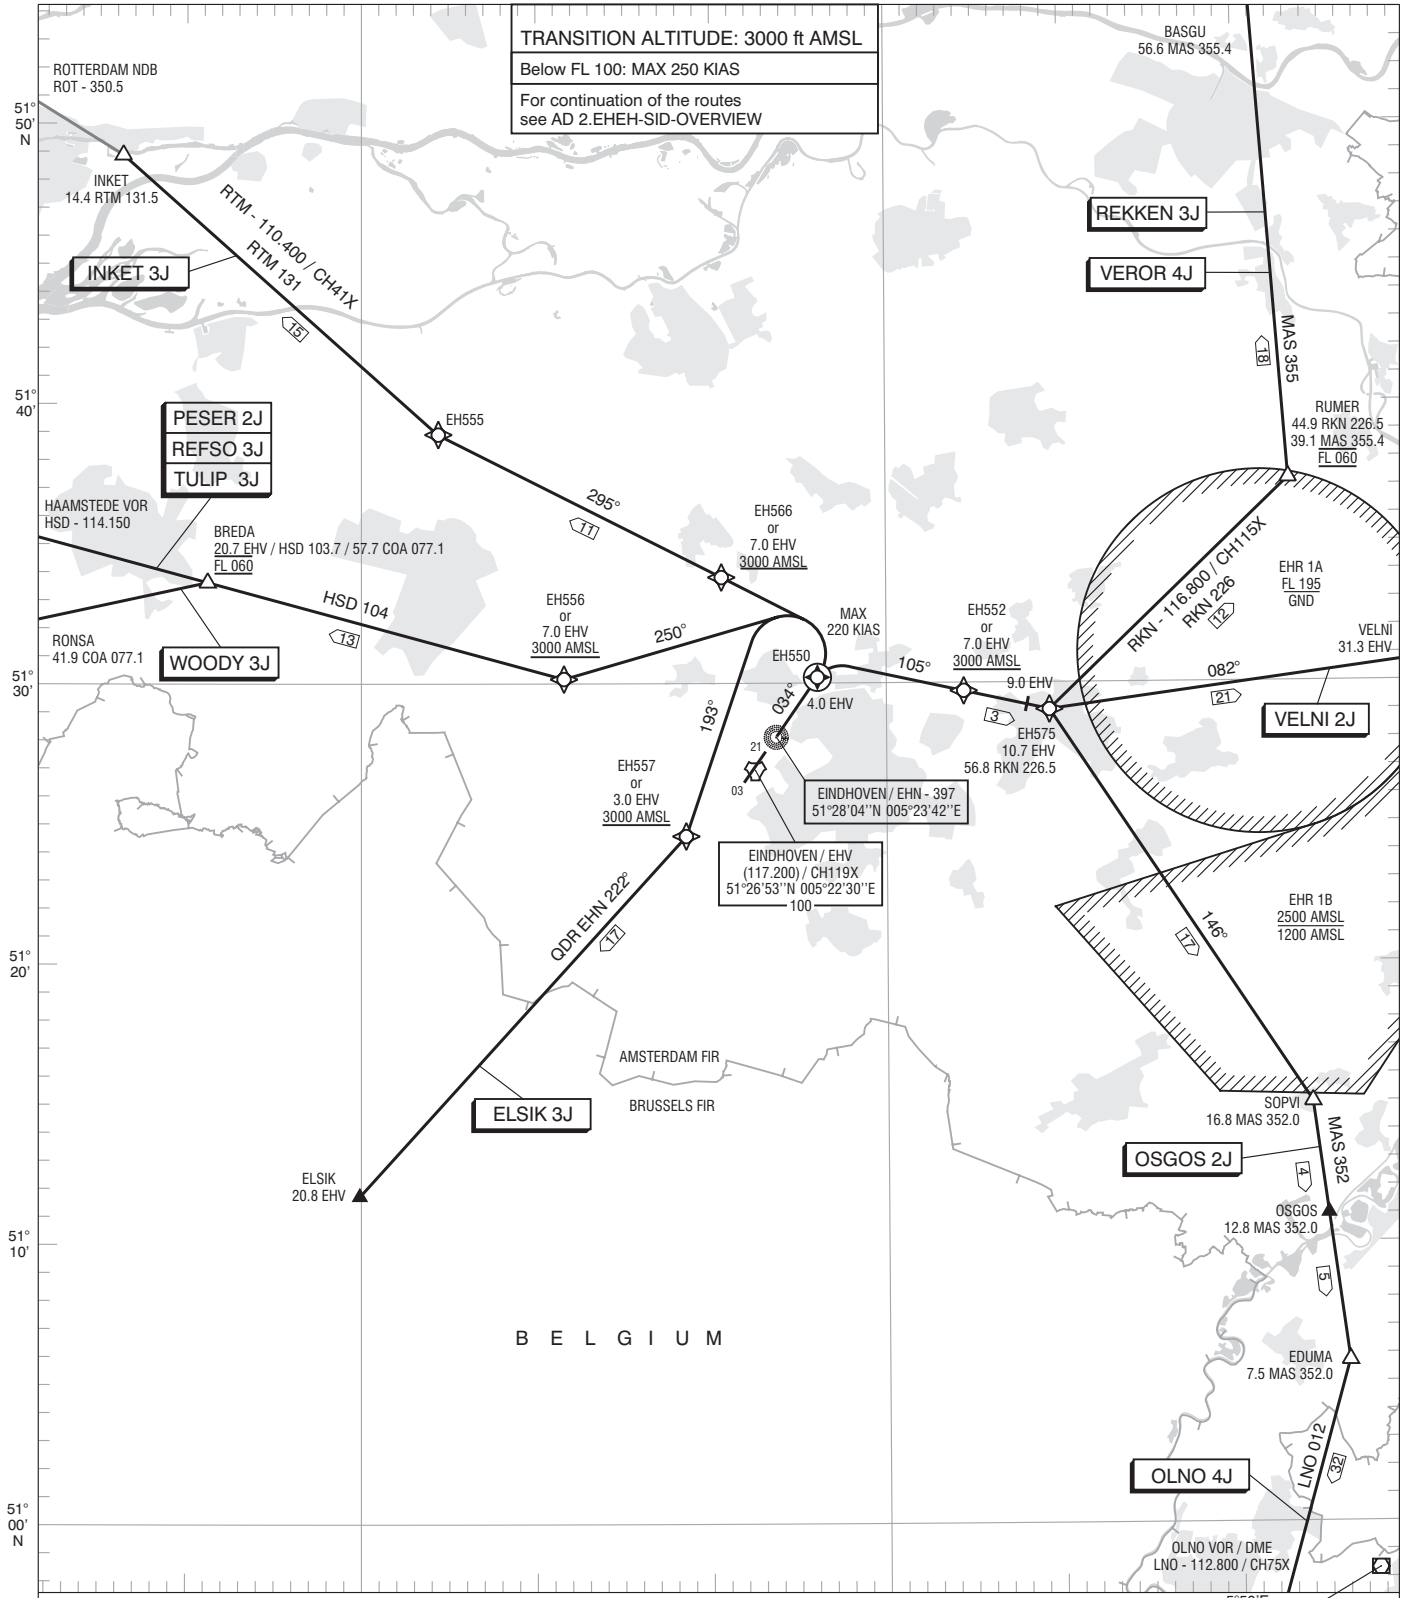 TRANSITION ALTITUDE: 3000 ft AMSL
Below FL 100: MAX 250 KIAS
For continuation of the routes
see AD 2.EHEH-SID-OVERVIEW
BASGU
56.6 MAS 355.4
ROTTERDAM NDB
ROT - 350.5
51°
50'
N
INKET
14.4 RTM 131.5
RTM - 110.400 / CH41X
RTM 131
INKET 3J
15
REKKEN 3J
VEROR 4J
MAS 355
18
51°
40'
EH555
RUMER
44.9 RKN 226.5
39.1 MAS 355.4
FL 060
PESER 2J
REFSO 3J
TULIP 3J
HAAMSTEDE VOR
HSD - 114.150
BREDA
20.7 EHV / HSD 103.7 / 57.7 COA 077.1
FL 060
295°
11
EH566
or
7.0 EHV
3000 AMSL
RKN - 116.800 / CH115X
RKN 226
12
EHR 1A
FL 195
GND
HSD 104
13
EH556
or
7.0 EHV
3000 AMSL
250°
MAX
220 KIAS
EH552
or
7.0 EHV
3000 AMSL
VELNI
31.3 EHV
RONSA
41.9 COA 077.1
WOODY 3J
EH550
105°
9.0 EHV
082°
21
51°
30'
034°
4.0 EHV
3
193°
VELNI 2J
EH575
10.7 EHV
56.8 RKN 226.5
21
03
EH557
or
3.0 EHV
3000 AMSL
EINDHOVEN / EHN - 397
51°28'04''N 005°23'42''E
EINDHOVEN / EHV
(117.200) / CH119X
51°26'53''N 005°22'30''E
100
EHR 1B
2500 AMSL
1200 AMSL
QDR EHN 222°
17
146°
17
51°
20'
AMSTERDAM FIR
BRUSSELS FIR
ELSIK 3J
SOPVI
16.8 MAS 352.0
MAS 352
OSGOS 2J
4
ELSIK
20.8 EHV
OSGOS
12.8 MAS 352.0
51°
10'
5
BELGIUM
EDUMA
7.5 MAS 352.0
LNO 012
32
OLNO 4J
51°
00'
N
OLNO VOR / DME
LNO - 112.800 / CH75X